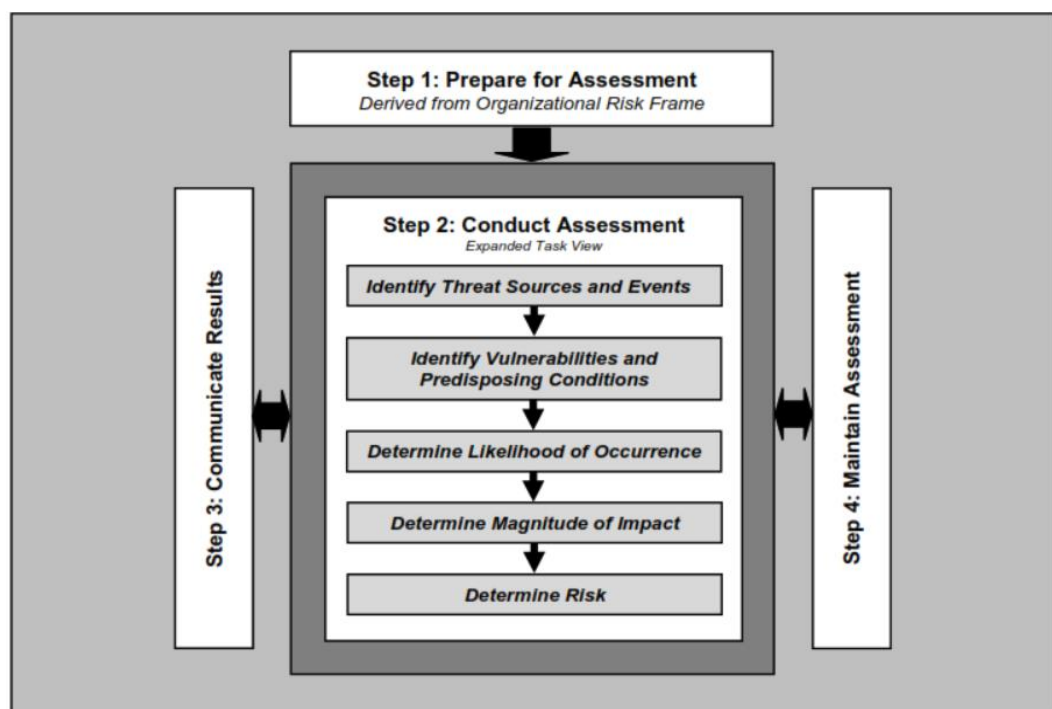 Step 1: Prepare for Assessment
Derived from Organizational Risk Frame
Step 2: Conduct Assessment
Expanded Task View
Identify Threat Sources and Events
Identify Vulnerabilities and
Predisposing Conditions
Determine Likelihood of Occurrence
Determine Magnitude of Impact
Determine Risk
Step 3: Communicate Results
Step 4: Maintain Assessment